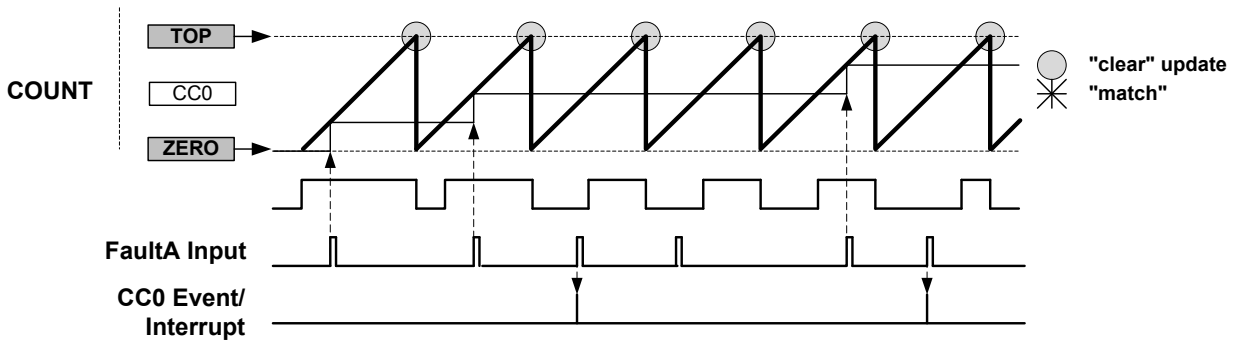 TOP
COUNT
CC0
ZERO
"clear" update
"match"
FaultA Input
CC0 Event/
Interrupt